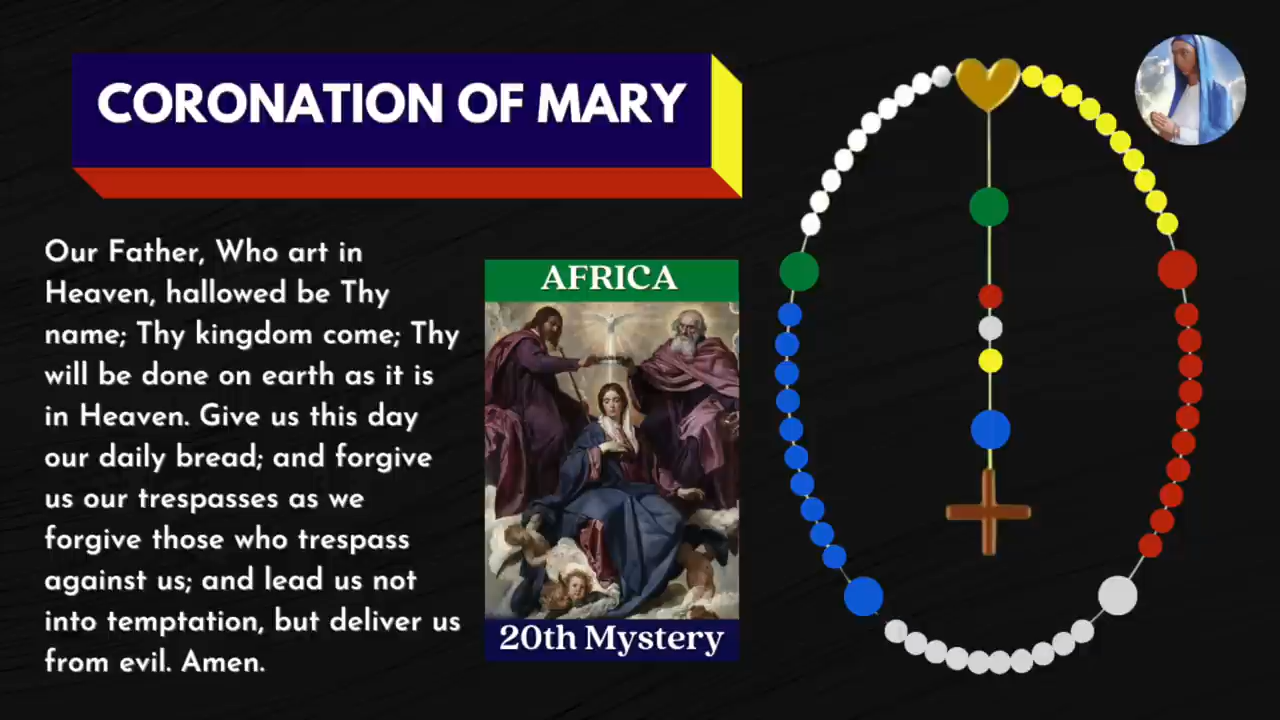 CORONATION OF MARY
Our Father, Who art in
Heaven, hallowed be Thy
name; Thy kingdom come; Thy
will be done on earth as it is
in Heaven. Give us this day
our daily bread; and forgive
us our trespasses as we
forgive those who trespass
against us; and lead us not
into temptation, but deliver us
from evil. Amen.
AFRICA
20th Mystery